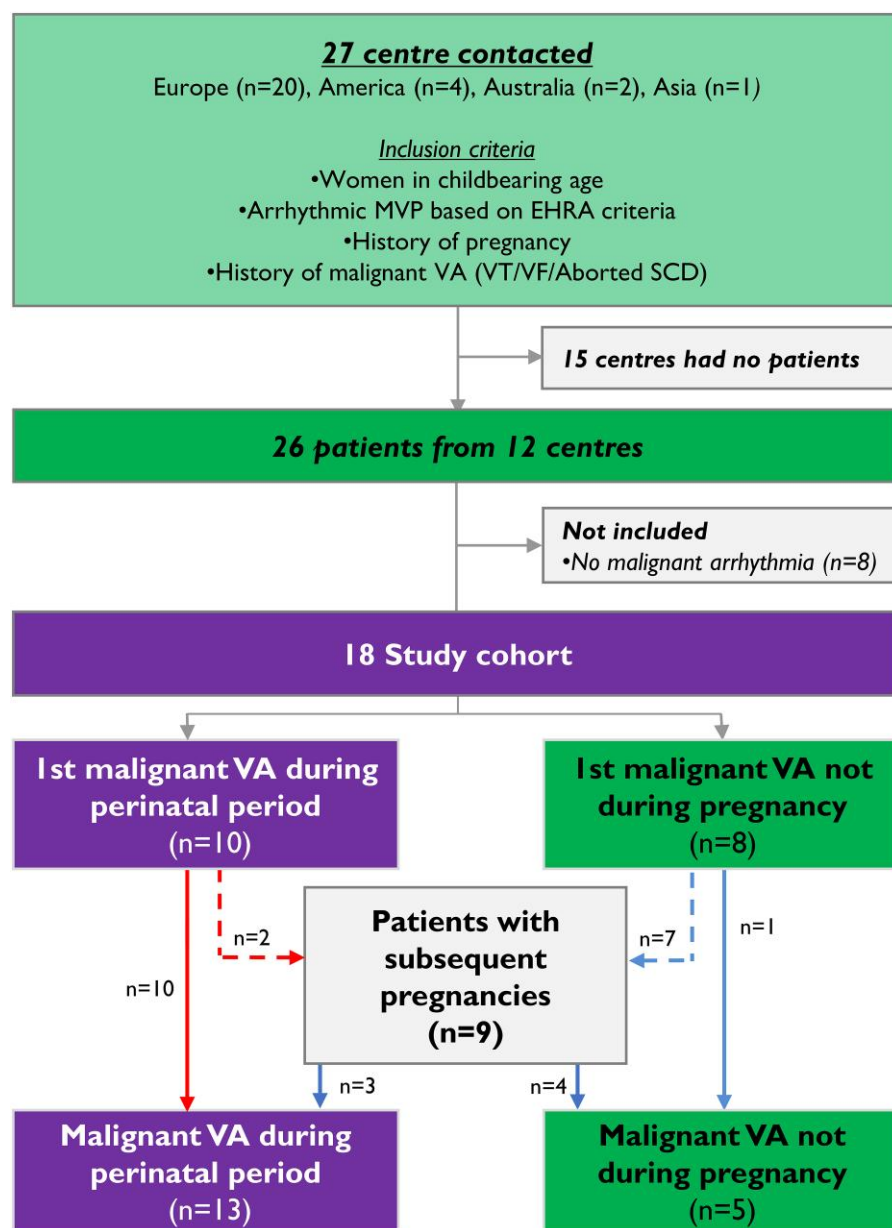 27 centre contacted
Europe (n=20), America (n=4), Australia (n=2), Asia (n=1)
Inclusion criteria
•Women in childbearing age
•Arrhythmic MVP based on EHRA criteria
•History of pregnancy
•History of malignant VA (VT/VF/Aborted SCD)
15 centres had no patients
26 patients from 12 centres
Not included
•No malignant arrhythmia (n=8)
18 Study cohort
1st malignant VA during
perinatal period
(n=10)
1st malignant VA not
during pregnancy
(n=8)
n=2
Patients with
subsequent
pregnancies
(n=9)
n=7
n=1
n=10
n=3
n=4
Malignant VA during
perinatal period
(n=13)
Malignant VA not
during pregnancy
(n=5)